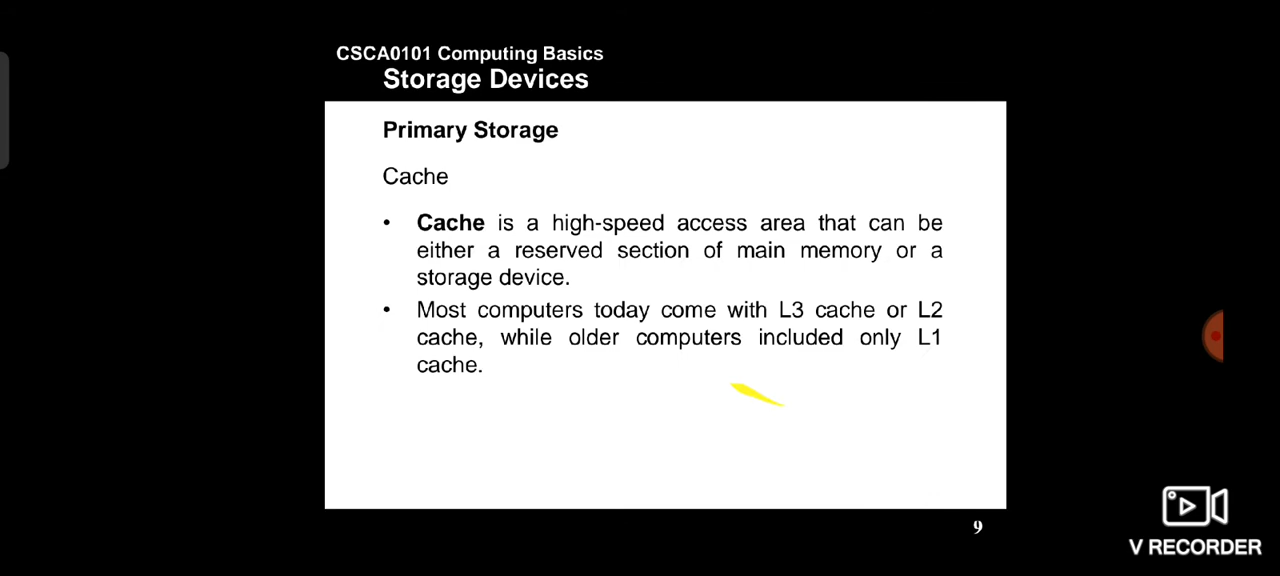 CSCA0101 Computing Basics
Storage Devices
Primary Storage
Cache
• Cache is a high-speed access area that can be
either a reserved section of main memory or a
storage device.
• Most computers today come with L3 cache or L2
cache, while older computers included only L1
cache.
9
V RECORDER